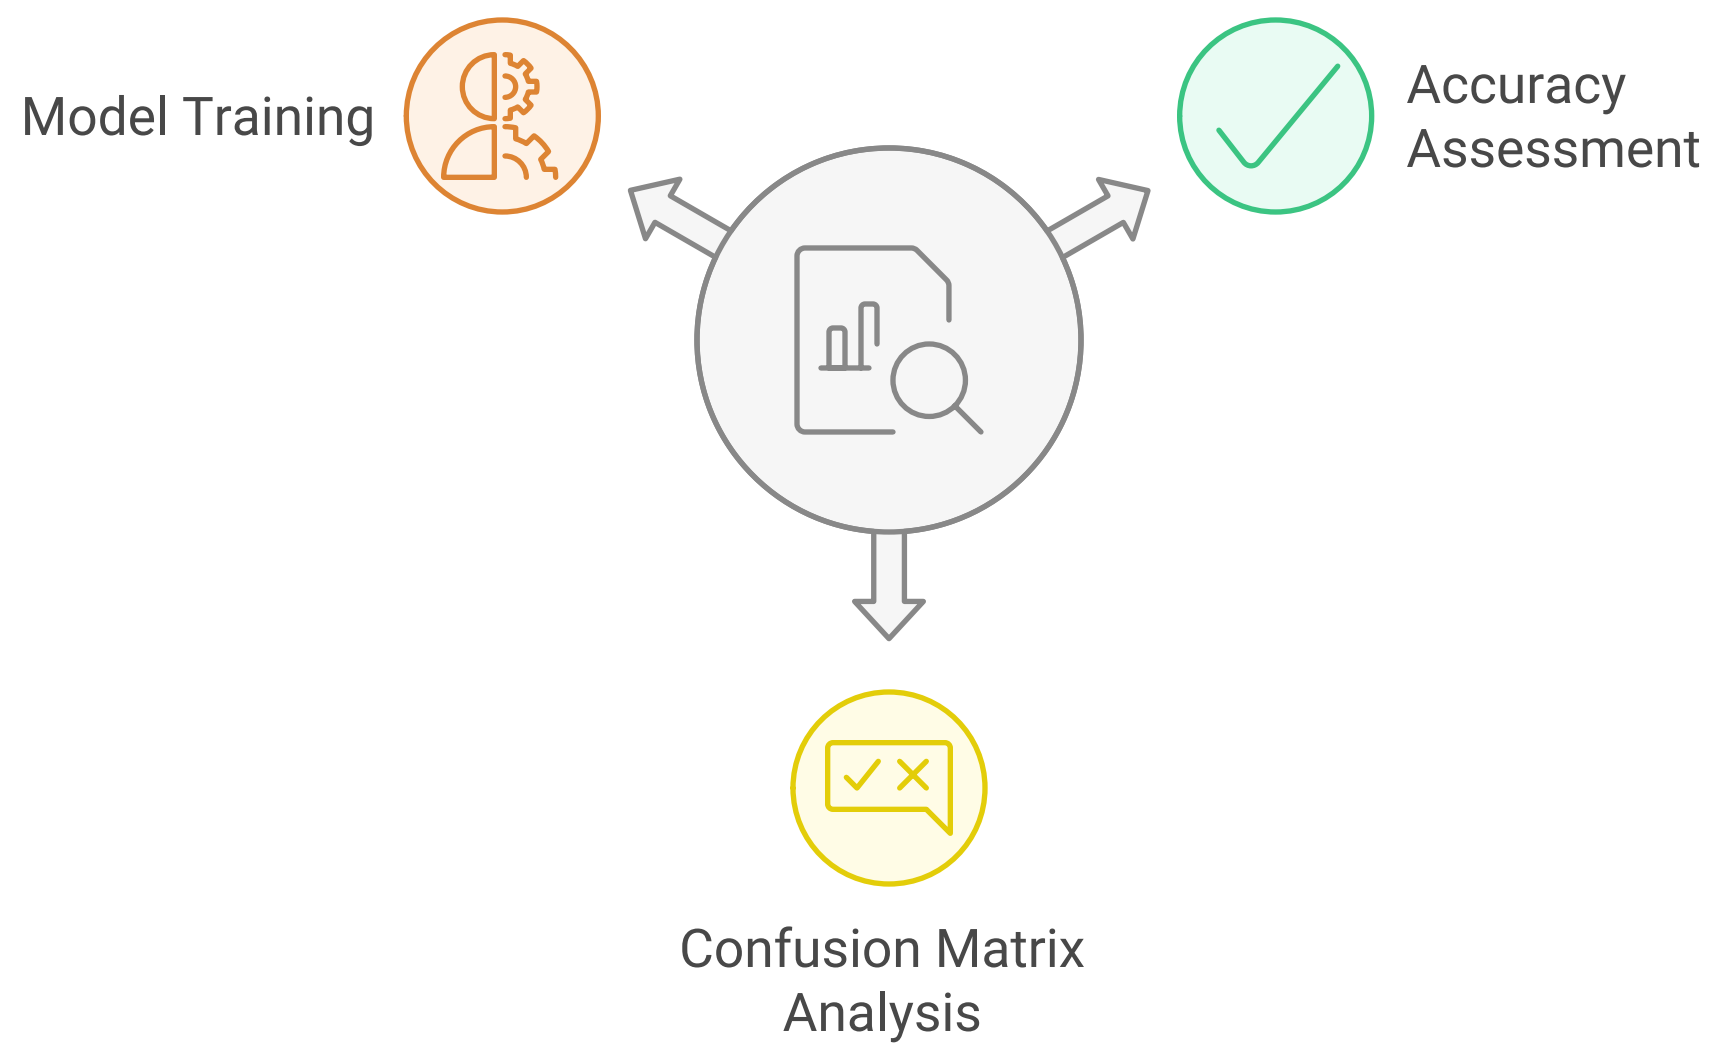 Model Training
Accuracy
Assessment
Confusion Matrix
Analysis